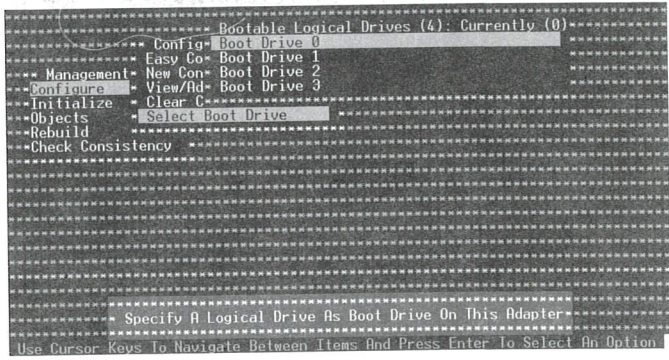 Bootable Logical Drives (4): Currently (0)
Config Boot Drive 0
Easy Co Boot Drive 1
Management New Con Boot Drive 2
Configure View/Ad Boot Drive 3
Initialize Clear C
Objects Select Boot Drive
Rebuild
Check Consistency
Specify A Logical Drive As Boot Drive On This Adapter
Use Cursor Keys To Navigate Between Items And Press Enter To Select An Option